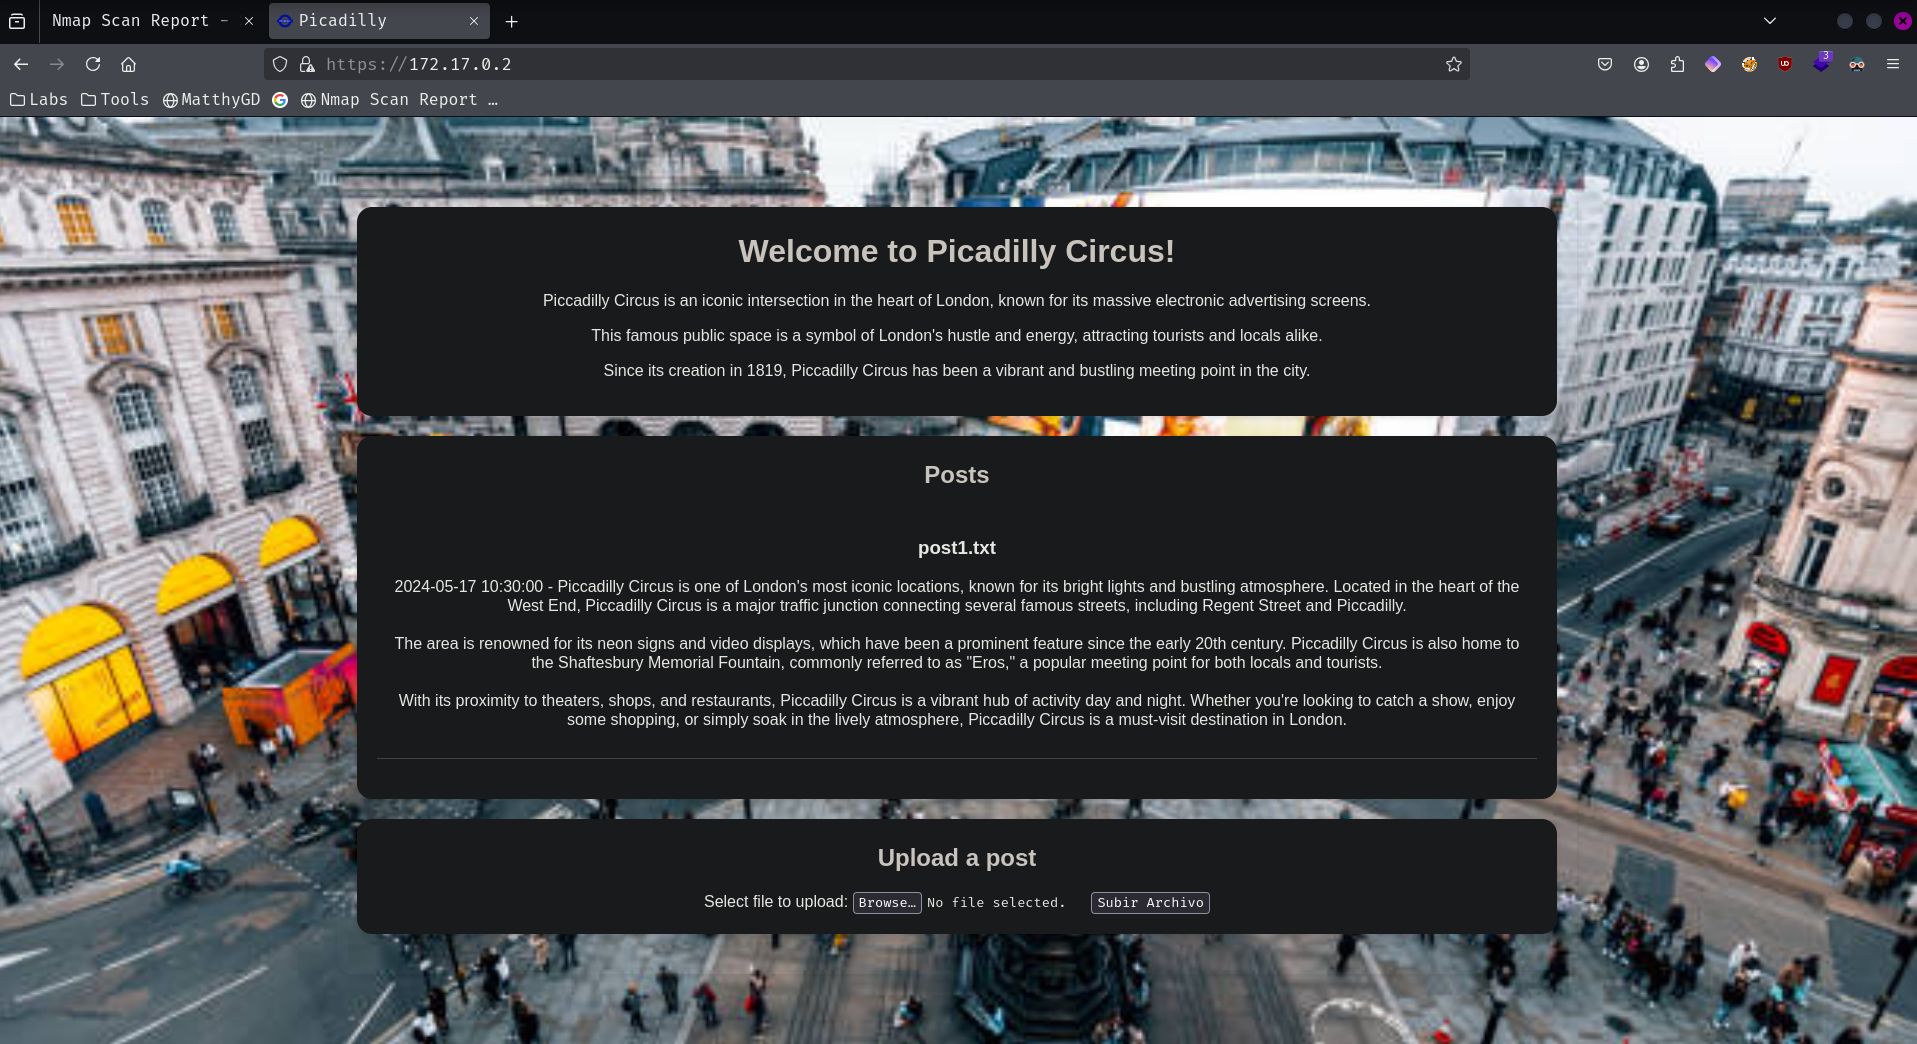 Nmap Scan Report –
Picadilly
https://172.17.0.2
3
Labs
Tools
MatthyGD
Nmap Scan Report …
Welcome to Picadilly Circus!
Piccadilly Circus is an iconic intersection in the heart of London, known for its massive electronic advertising screens.
This famous public space is a symbol of London's hustle and energy, attracting tourists and locals alike.
Since its creation in 1819, Piccadilly Circus has been a vibrant and bustling meeting point in the city.
Posts
post1.txt
2024-05-17 10:30:00 - Piccadilly Circus is one of London's most iconic locations, known for its bright lights and bustling atmosphere. Located in the heart of the
West End, Piccadilly Circus is a major traffic junction connecting several famous streets, including Regent Street and Piccadilly.
The area is renowned for its neon signs and video displays, which have been a prominent feature since the early 20th century. Piccadilly Circus is also home to
the Shaftesbury Memorial Fountain, commonly referred to as "Eros," a popular meeting point for both locals and tourists.
With its proximity to theaters, shops, and restaurants, Piccadilly Circus is a vibrant hub of activity day and night. Whether you're looking to catch a show, enjoy
some shopping, or simply soak in the lively atmosphere, Piccadilly Circus is a must-visit destination in London.
Upload a post
Select file to upload: Browse… No file selected. Subir Archivo